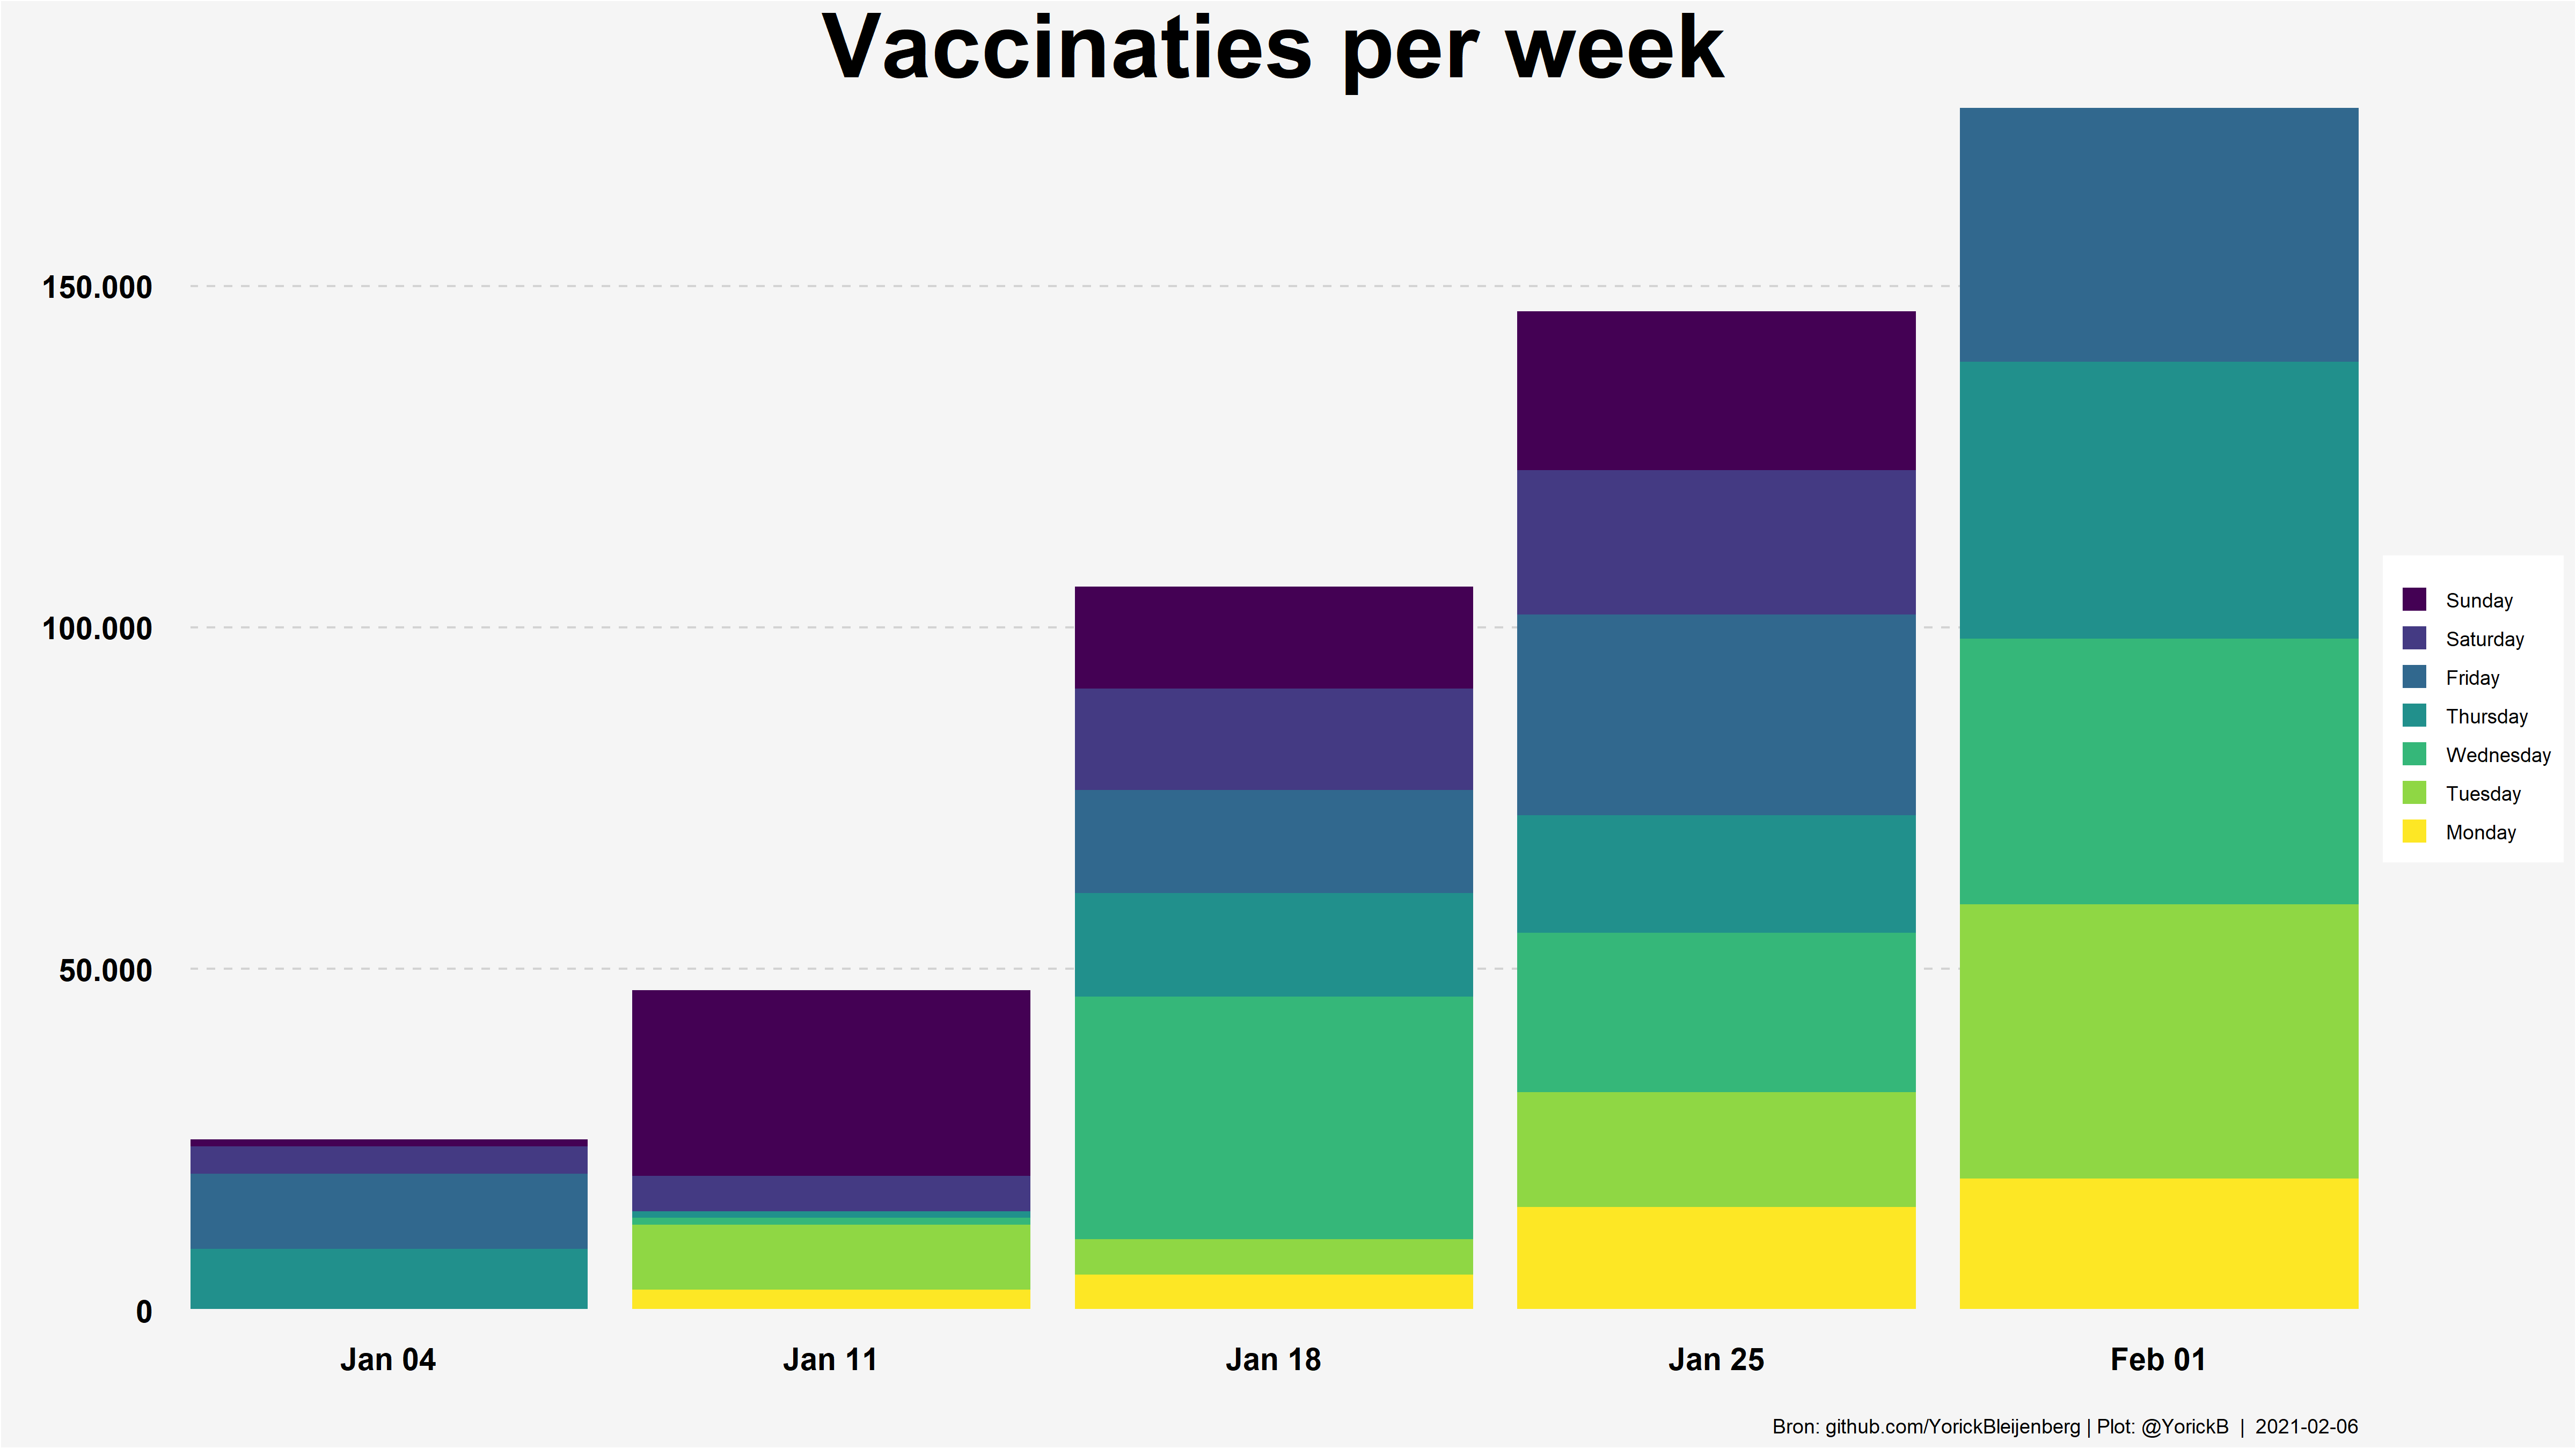 Vaccinaties per week
150.000
100.000
50.000
0
Jan 04
Jan 11
Jan 18
Jan 25
Feb 01
Sunday
Saturday
Friday
Thursday
Wednesday
Tuesday
Monday
Bron: github.com/YorickBleijenberg | Plot: @YorickB | 2021-02-06